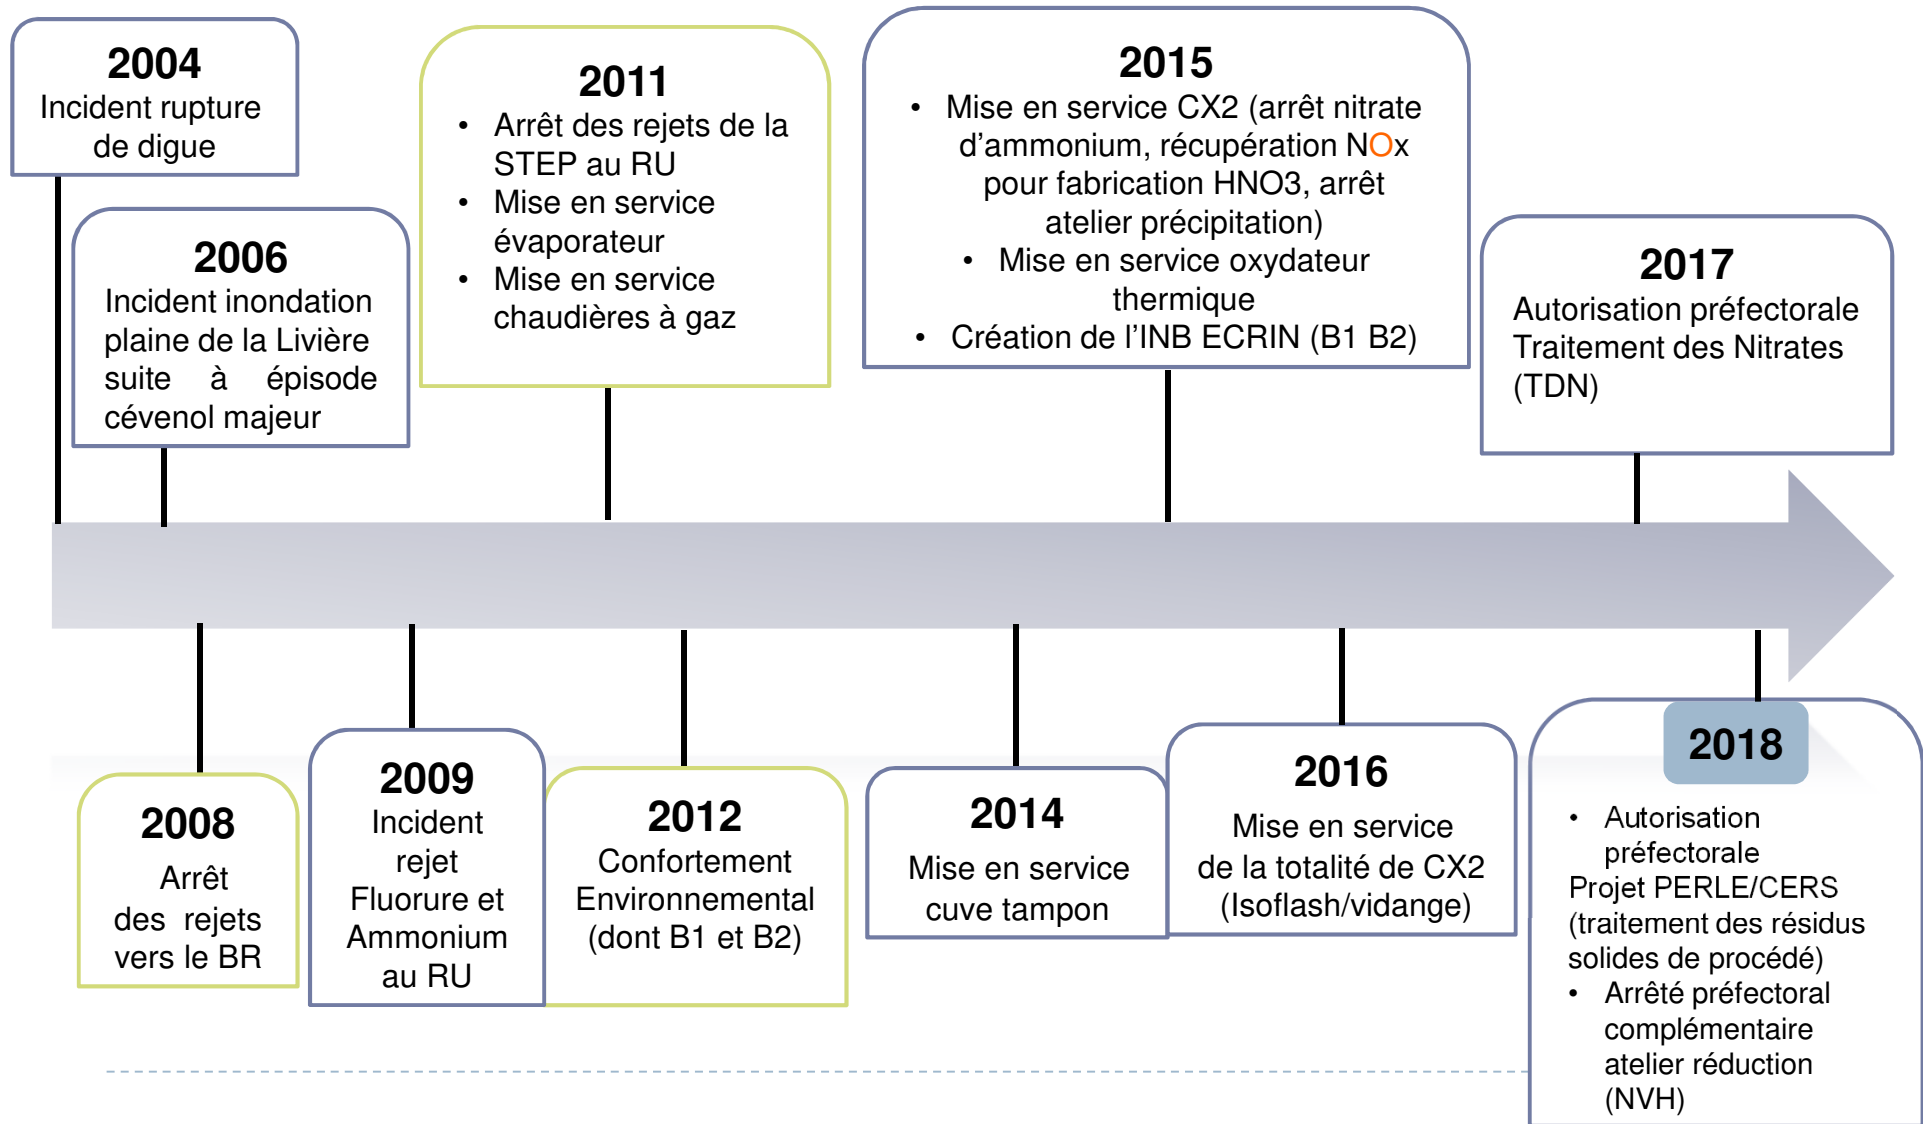 2004
Incident rupture
de digue
2006
Incident inondation
plaine de la Livière
suite à épisode
cévenol majeur
2011
• Arrêt des rejets de la
STEP au RU
• Mise en service
évaporateur
• Mise en service
chaudières à gaz
2015
• Mise en service CX2 (arrêt nitrate
d’ammonium, récupération NOx
pour fabrication HNO3, arrêt
atelier précipitation)
• Mise en service oxydateur
thermique
• Création de l’INB ECRIN (B1 B2)
2017
Autorisation préfectorale
Traitement des Nitrates
(TDN)
2008
Arrêt
des rejets
vers le BR
2009
Incident
rejet
Fluorure et
Ammonium
au RU
2012
Confortement
Environnemental
(dont B1 et B2)
2014
Mise en service
cuve tampon
2016
Mise en service
de la totalité de CX2
(Isoflash/vidange)
2018
• Autorisation
préfectorale
Projet PERLE/CERS
(traitement des résidus
solides de procédé)
• Arrêté préfectoral
complémentaire
atelier réduction
(NVH)